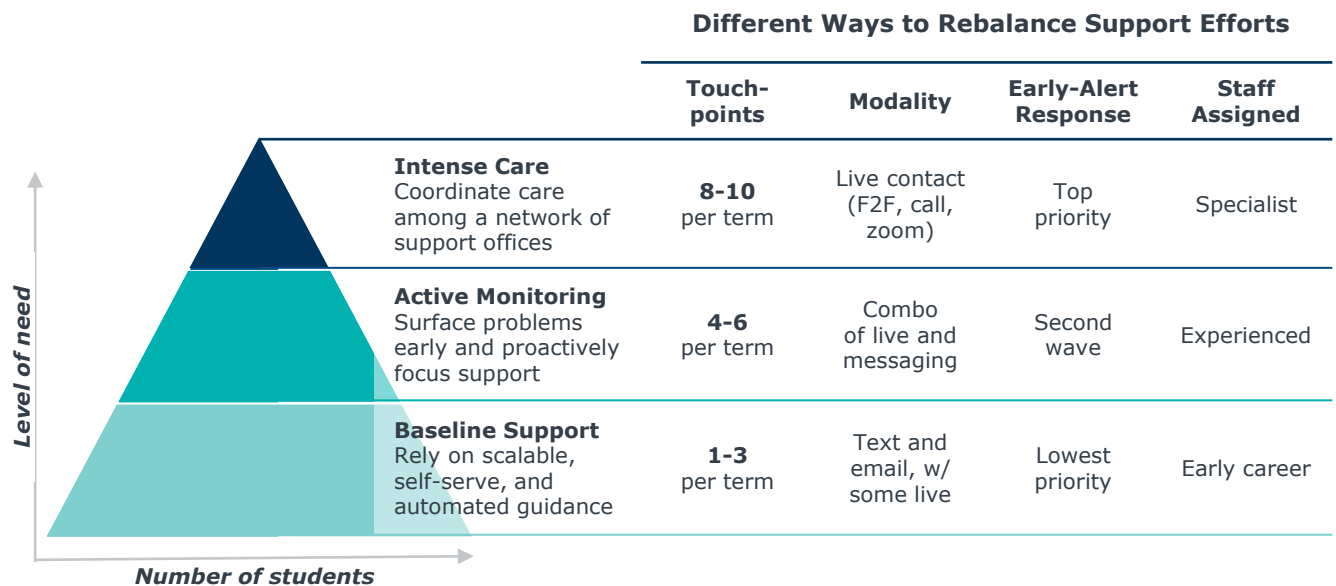 Different Ways to Rebalance Support Efforts
Touch-
points
Modality
Early-Alert
Response
Staff
Assigned
Intense Care
Coordinate care
among a network of
support offices
8-10
per term
Live contact
(F2F, call,
zoom)
Top
priority
Specialist
Active Monitoring
Surface problems
early and proactively
focus support
4-6
per term
Combo
of live and
messaging
Second
wave
Experienced
Baseline Support
Rely on scalable,
self-serve, and
automated guidance
1-3
per term
Text and
email, w/
some live
Lowest
priority
Early career
Level of need
Number of students